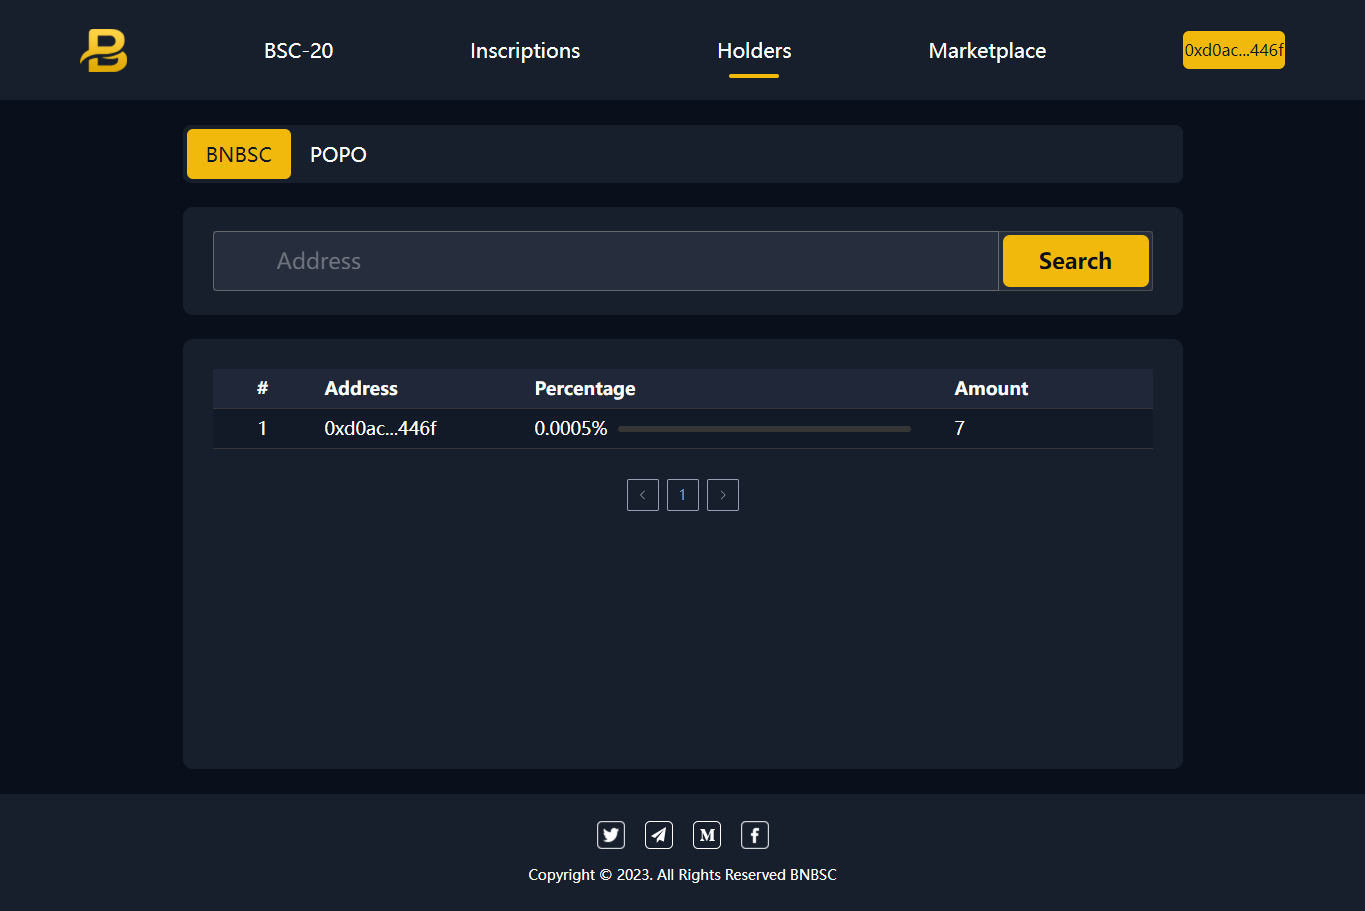 BSC-20 Inscriptions Holders Marketplace 0xd0ac...446f
BNBSC POPO
Address Search
# Address Percentage Amount
1 0xd0ac...446f 0.0005% 7
< 1 >
Copyright © 2023. All Rights Reserved BNBSC